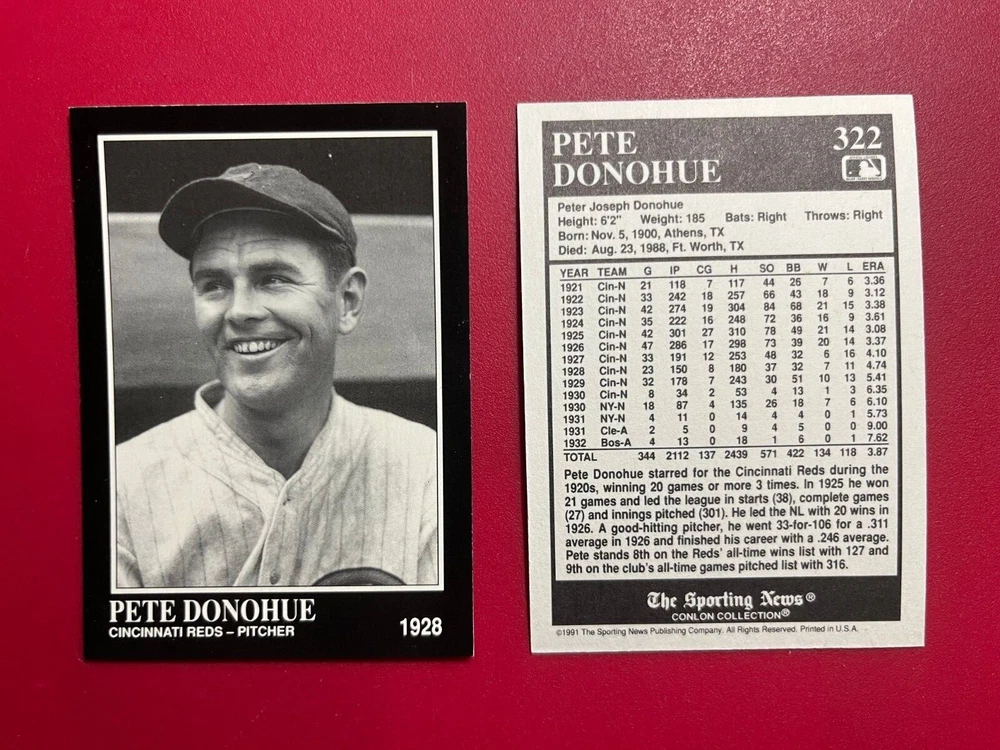 PETE DONOHUE
CINCINNATI REDS – PITCHER
1928
PETE
DONOHUE
322
Peter Joseph Donohue
Height: 6'2" Weight: 185 Bats: Right Throws: Right
Born: Nov. 5, 1900, Athens, TX
Died: Aug. 23, 1988, Ft. Worth, TX
YEAR TEAM G IP CG H SO BB W L ERA
1921 Cin-N 21 118 7 117 44 26 7 6 3.36
1922 Cin-N 33 242 18 257 66 43 18 9 3.12
1923 Cin-N 42 274 19 304 84 68 21 15 3.38
1924 Cin-N 35 222 16 248 72 36 16 9 3.61
1925 Cin-N 42 301 27 310 78 49 21 14 3.08
1926 Cin-N 47 286 17 298 73 39 20 14 3.37
1927 Cin-N 33 191 12 253 48 32 6 16 4.10
1928 Cin-N 23 150 8 180 37 32 7 11 4.74
1929 Cin-N 32 178 7 243 30 51 10 13 5.41
1930 Cin-N 8 34 2 53 4 13 1 3 6.35
1930 NY-N 18 87 4 135 26 18 7 6 6.10
1931 NY-N 4 11 0 14 4 4 0 1 5.73
1931 Cle-A 2 5 0 9 4 5 0 0 9.00
1932 Bos-A 4 13 0 18 1 6 0 1 7.62
TOTAL 344 2112 137 2439 571 422 134 118 3.87
Pete Donohue starred for the Cincinnati Reds during the
1920s, winning 20 games or more 3 times. In 1925 he won
21 games and led the league in starts (38), complete games
(27) and innings pitched (301). He led the NL with 20 wins in
1926. A good-hitting pitcher, he went 33-for-106 for a .311
average in 1926 and finished his career with a .246 average.
Pete stands 8th on the Reds' all-time wins list with 127 and
9th on the club's all-time games pitched list with 316.
The Sporting News®
CONLON COLLECTION®
©1991 The Sporting News Publishing Company. All Rights Reserved. Printed in U.S.A.